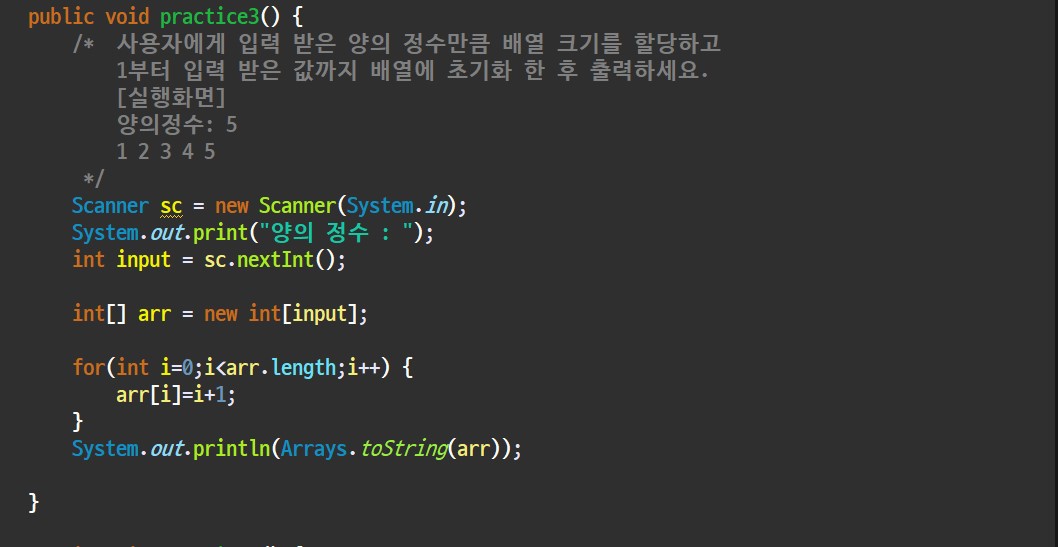 public void practice3() {
/* 사용자에게 입력 받은 양의 정수만큼 배열 크기를 할당하고
1부터 입력 받은 값까지 배열에 초기화 한 후 출력하세요.
[실행화면]
양의정수: 5
1 2 3 4 5
*/
Scanner sc = new Scanner(System.in);
System.out.print("양의 정수 : ");
int input = sc.nextInt();
int[] arr = new int[input];
for(int i=0;i<arr.length;i++) {
arr[i]=i+1;
}
System.out.println(Arrays.toString(arr));
}